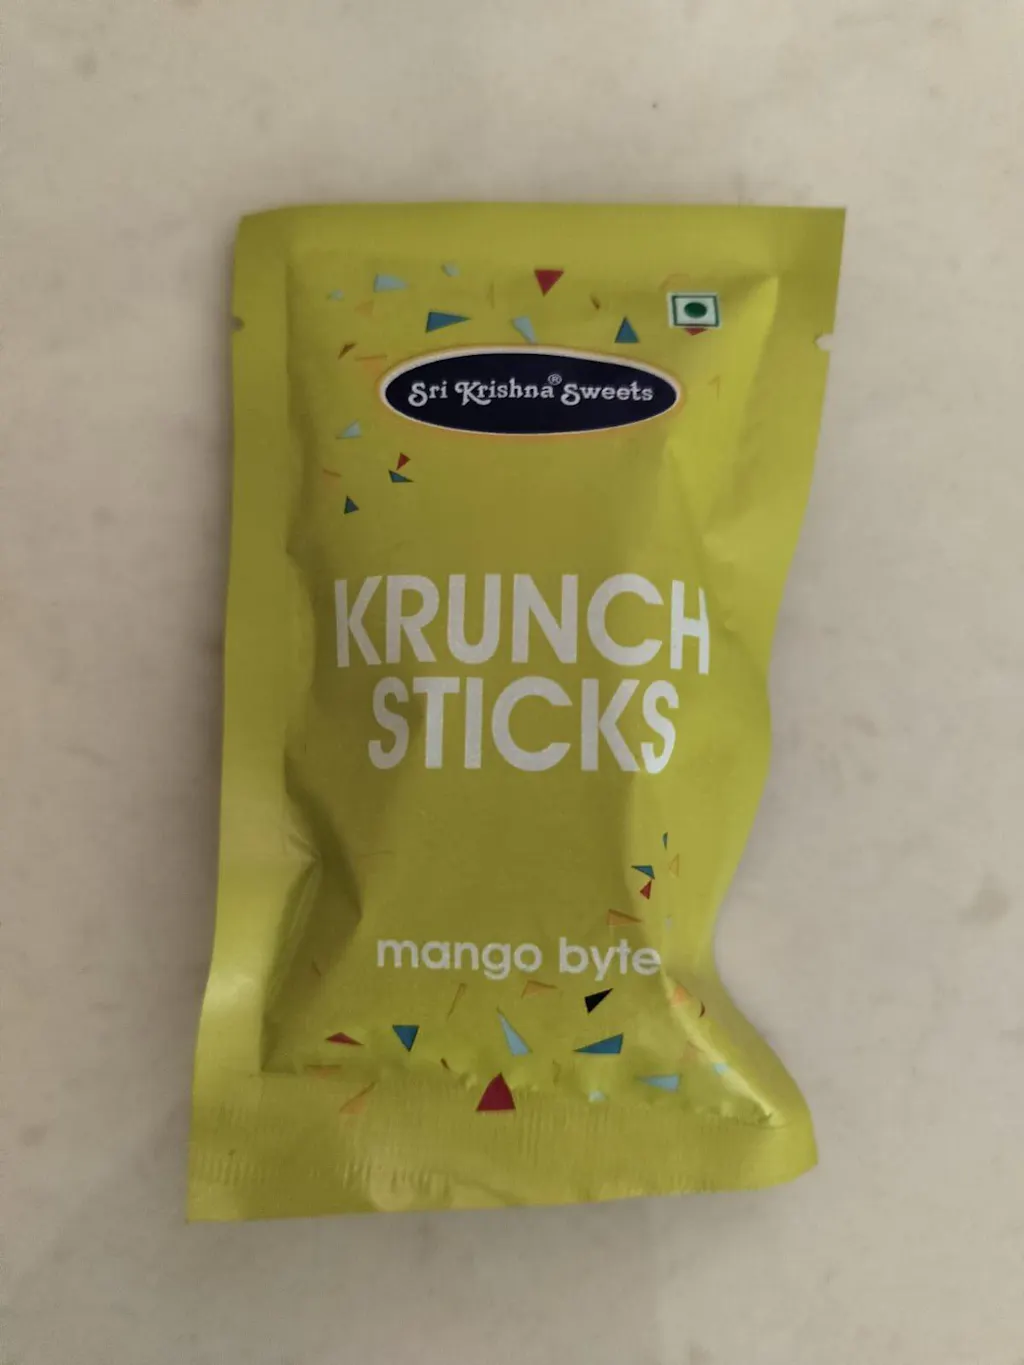 Sri Krishna® Sweets
KRUNCH
STICKS
mango byte